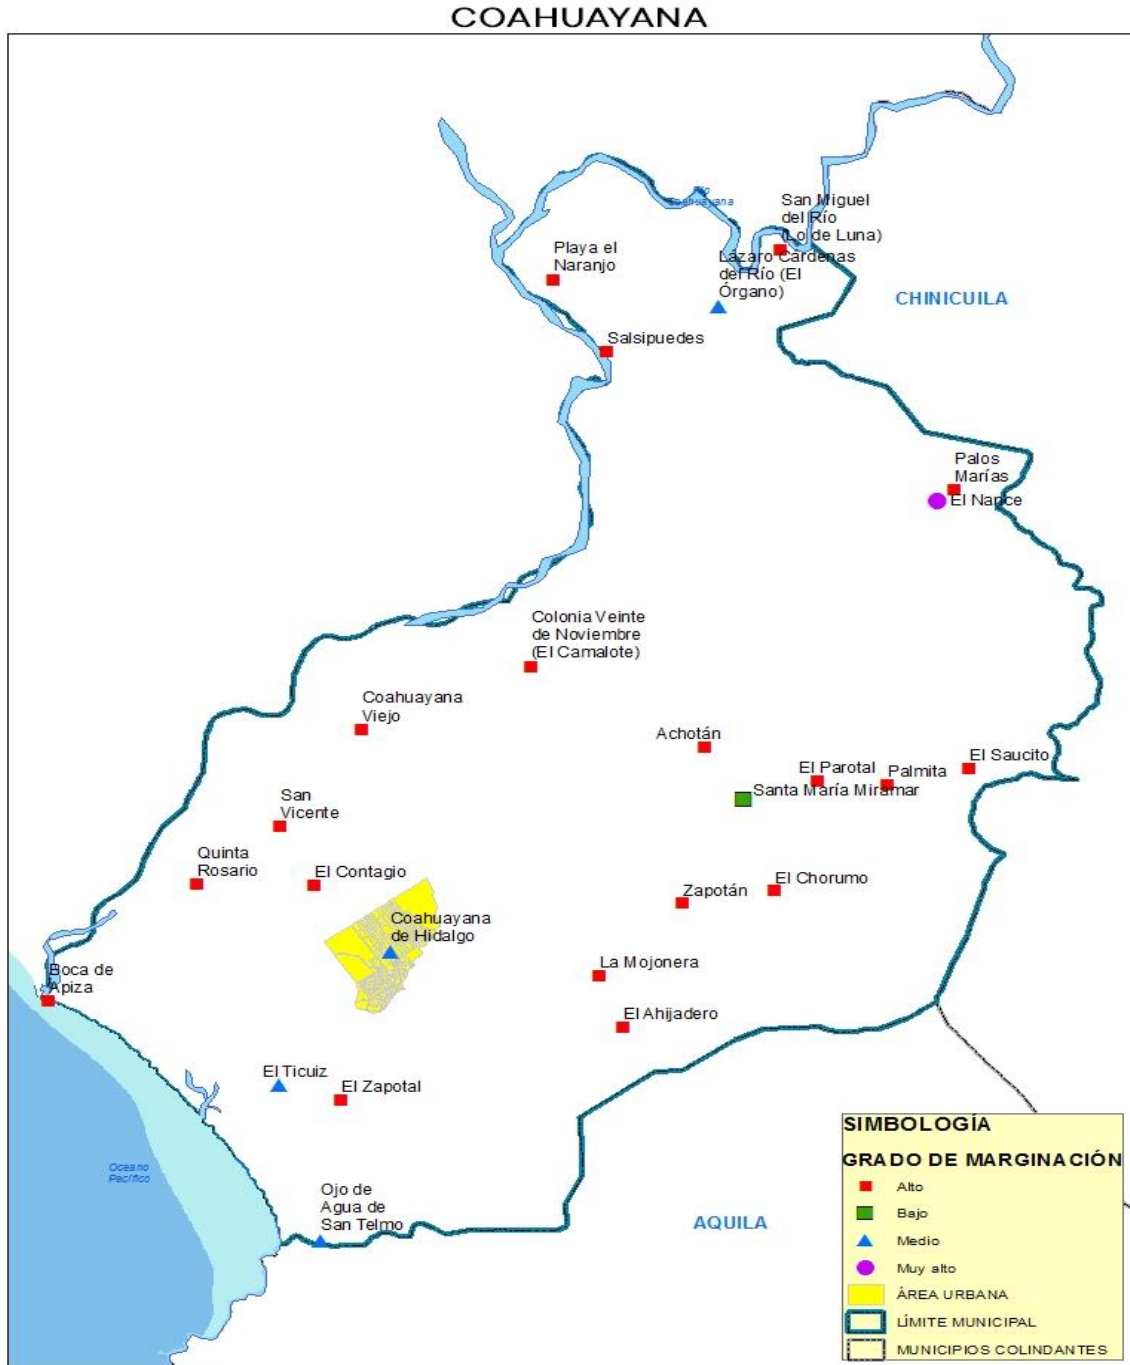 COAHUAYANA
Río
Coahuayana
San Miguel
del Río
(Lo de Luna)
Playa el
Naranjo
Lázaro Cárdenas
del Río (El
Órgano)
CHINICUILA
Salsipuedes
Palos
Marías
El Nance
Colonia Veinte
de Noviembre
(El Camalote)
Coahuayana
Viejo
Achotán
El Saucito
El Parotal
Palmita
Santa María Miramar
San
Vicente
Quinta
Rosario
El Contagio
El Chorumo
Zapotán
Coahuayana
de Hidalgo
La Mojonera
Boca de
Apiza
El Ahijadero
El Ticuiz
El Zapotal
Oceano
Pacífico
Ojo de
Agua de
San Telmo
AQUILA
SIMBOLOGÍA
GRADO DE MARGINACIÓN
Alto
Bajo
Medio
Muy alto
ÁREA URBANA
LÍMITE MUNICIPAL
MUNICIPIOS COLINDANTES